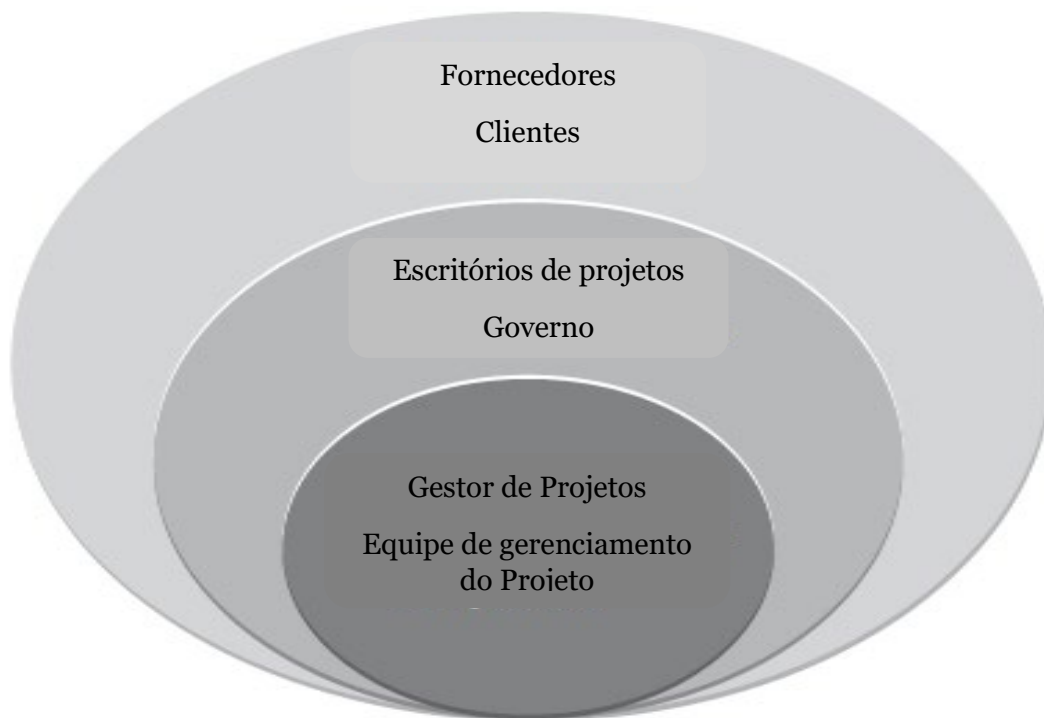 Fornecedores
Clientes
Escritórios de projetos
Governo
Gestor de Projetos
Equipe de gerenciamento
do Projeto